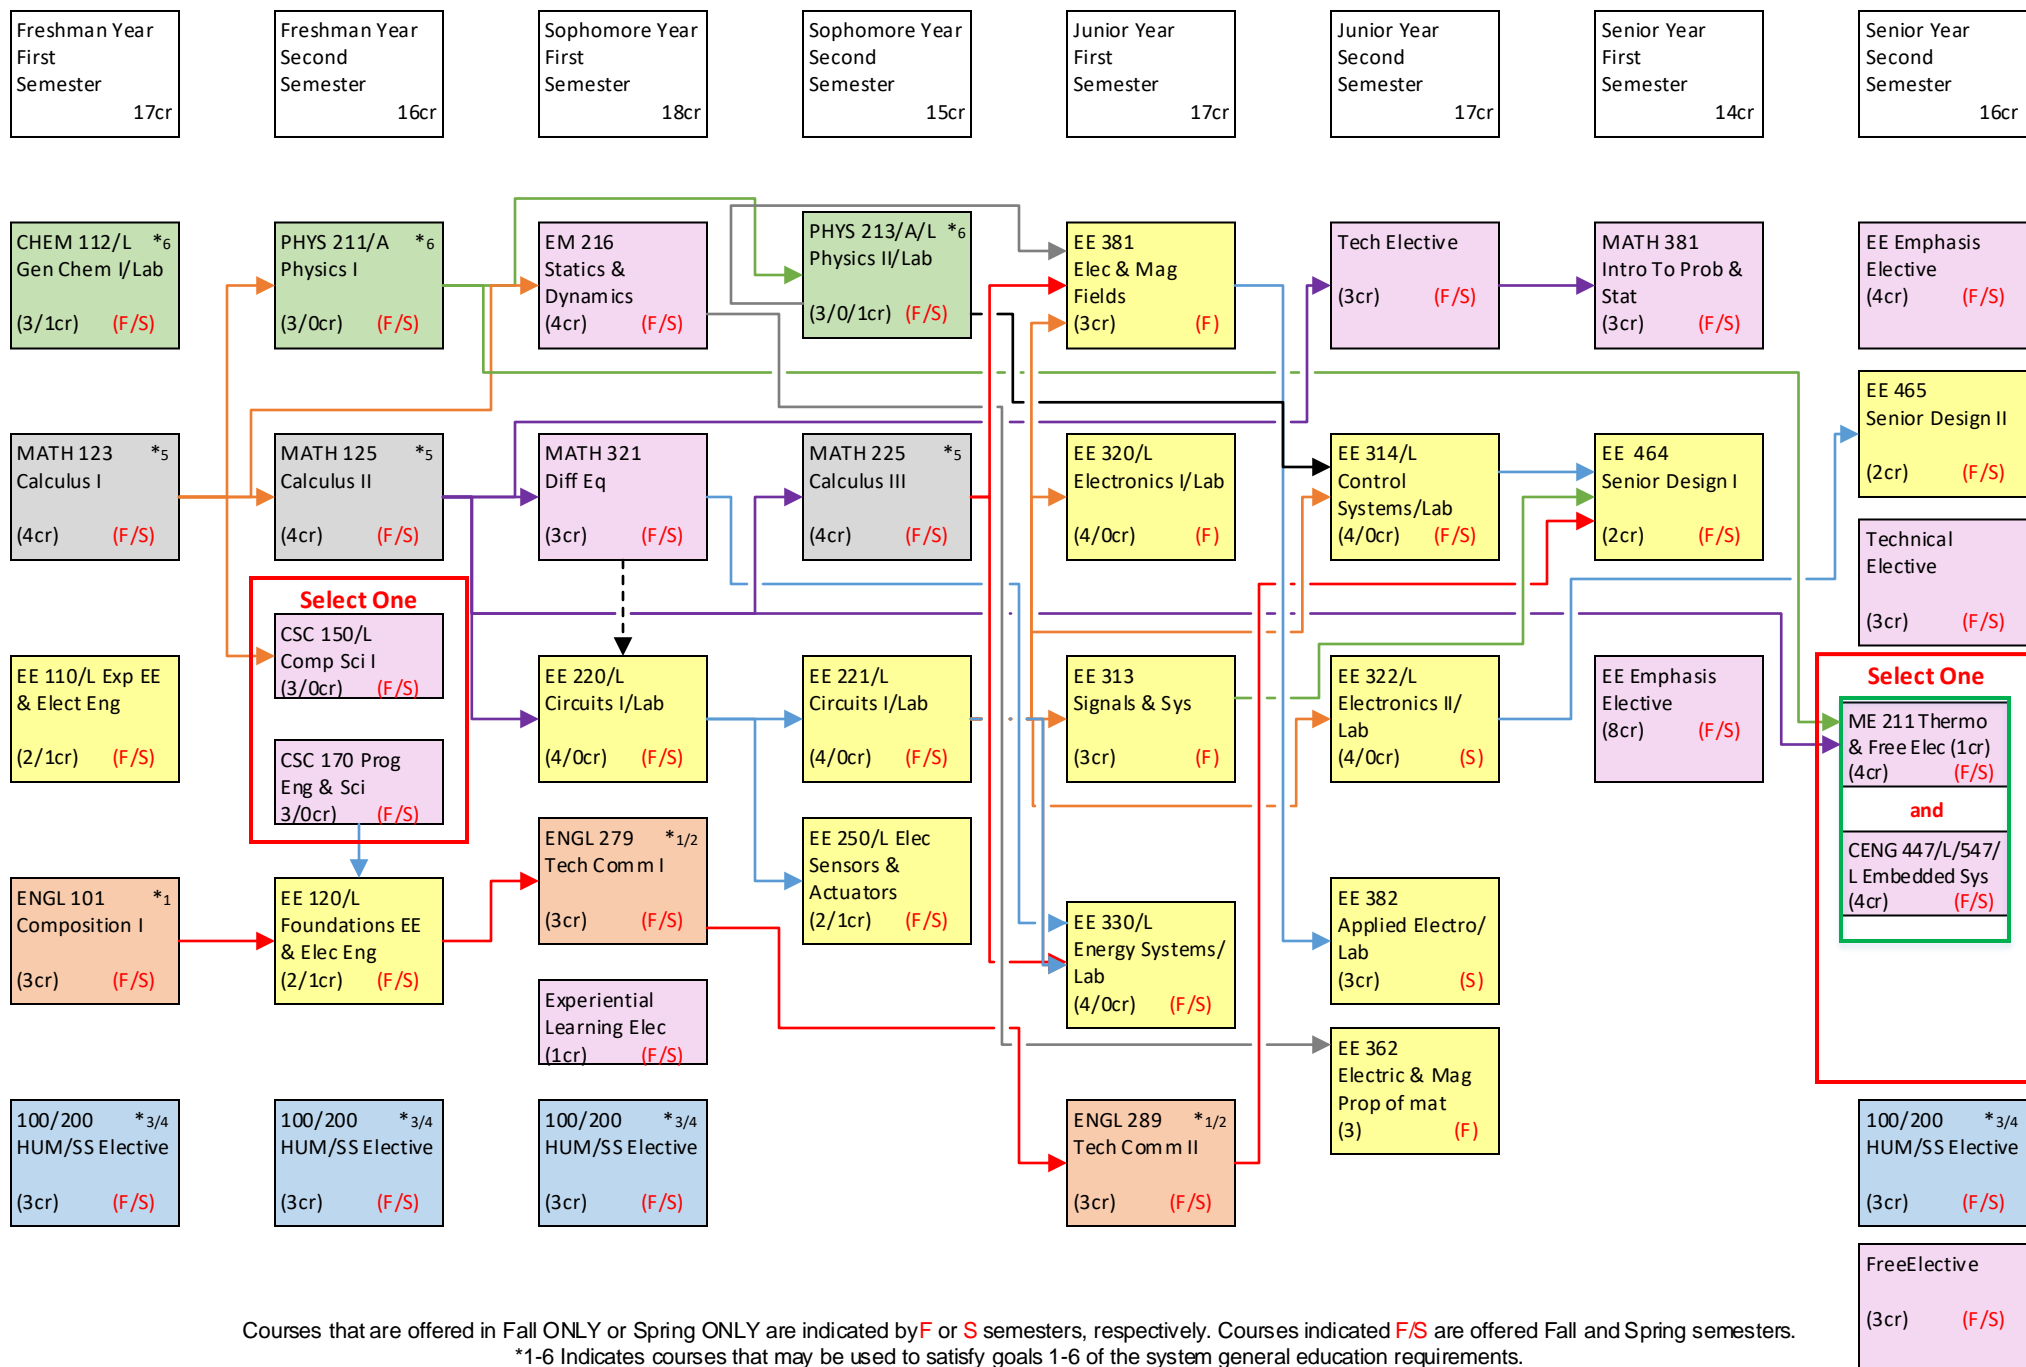 Freshman Year
First
Semester
17cr
Freshman Year
Second
Semester
16cr
Sophomore Year
First
Semester
18cr
Sophomore Year
Second
Semester
15cr
Junior Year
First
Semester
17cr
Junior Year
Second
Semester
17cr
Senior Year
First
Semester
14cr
Senior Year
Second
Semester
16cr
CHEM 112/L *6
Gen Chem I/Lab
(3/1cr) (F/S)
PHYS 211/A *6
Physics I
(3/0cr) (F/S)
EM 216
Statics &
Dynamics
(4cr) (F/S)
PHYS 213/A/L *6
Physics II/Lab
(3/0/1cr) (F/S)
EE 381
Elec & Mag
Fields
(3cr) (F)
Tech Elective
(3cr) (F/S)
MATH 381
Intro To Prob &
Stat
(3cr) (F/S)
EE Emphasis
Elective
(4cr) (F/S)
EE 465
Senior Design II
(2cr) (F/S)
MATH 123 *5
Calculus I
(4cr) (F/S)
MATH 125 *5
Calculus II
(4cr) (F/S)
MATH 321
Diff Eq
(3cr) (F/S)
MATH 225 *5
Calculus III
(4cr) (F/S)
EE 320/L
Electronics I/Lab
(4/0cr) (F)
EE 314/L
Control
Systems/Lab
(4/0cr) (F/S)
EE 464
Senior Design I
(2cr) (F/S)
Technical
Elective
(3cr) (F/S)
Select One
CSC 150/L
Comp Sci I
(3/0cr) (F/S)
CSC 170 Prog
Eng & Sci
3/0cr) (F/S)
EE 110/L Exp EE
& Elect Eng
(2/1cr) (F/S)
EE 220/L
Circuits I/Lab
(4/0cr) (F/S)
EE 221/L
Circuits I/Lab
(4/0cr) (F/S)
EE 313
Signals & Sys
(3cr) (F)
EE 322/L
Electronics II/
Lab
(4/0cr) (S)
EE Emphasis
Elective
(8cr) (F/S)
Select One
ME 211 Thermo
& Free Elec (1cr)
(4cr) (F/S)
and
CENG 447/L/547/
L Embedded Sys
(4cr) (F/S)
ENGL 101 *1
Composition I
(3cr) (F/S)
EE 120/L
Foundations EE
& Elec Eng
(2/1cr) (F/S)
ENGL 279 *1/2
Tech Comm I
(3cr) (F/S)
EE 250/L Elec
Sensors &
Actuators
(2/1cr) (F/S)
EE 330/L
Energy Systems/
Lab
(4/0cr) (F/S)
EE 382
Applied Electro/
Lab
(3cr) (S)
Experiential
Learning Elec
(1cr) (F/S)
EE 362
Electric & Mag
Prop of mat
(3) (F)
100/200 *3/4
HUM/SS Elective
(3cr) (F/S)
100/200 *3/4
HUM/SS Elective
(3cr) (F/S)
100/200 *3/4
HUM/SS Elective
(3cr) (F/S)
ENGL 289 *1/2
Tech Comm II
(3cr) (F/S)
100/200 *3/4
HUM/SS Elective
(3cr) (F/S)
FreeElective
(3cr) (F/S)
Courses that are offered in Fall ONLY or Spring ONLY are indicated by F or S semesters, respectively. Courses indicated F/S are offered Fall and Spring semesters.
*1-6 Indicates courses that may be used to satisfy goals 1-6 of the system general education requirements.